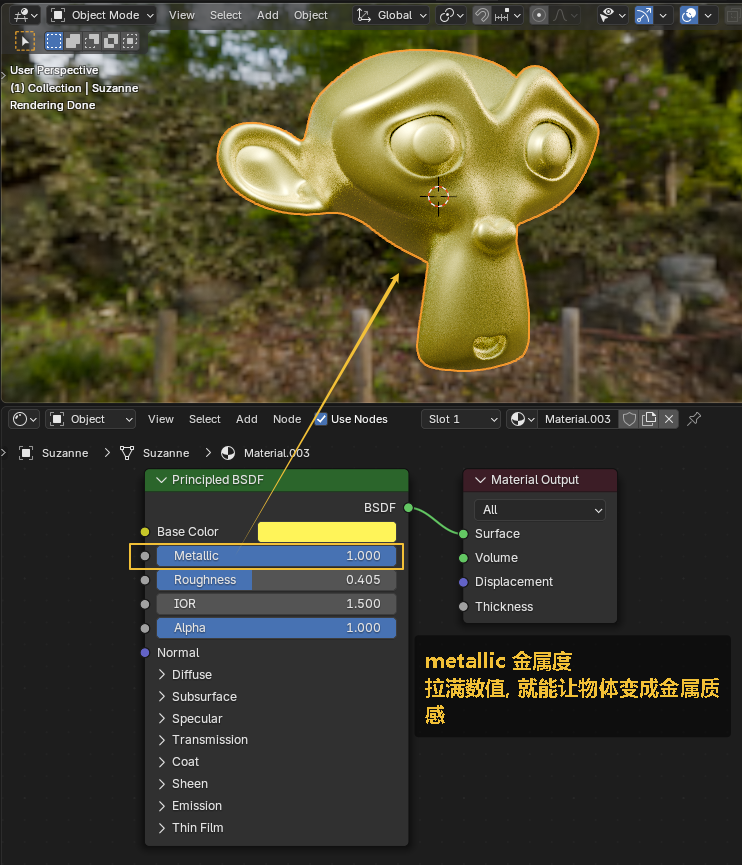 Object Mode View Select Add Object Global
User Perspective
(1) Collection | Suzanne
Rendering Done
Object View Select Add Node Use Nodes Slot 1 Material.003
Suzanne Suzanne Material.003
Principled BSDF
BSDF
Base Color
Metallic 1.000
Roughness 0.405
IOR 1.500
Alpha 1.000
Normal
Diffuse
Subsurface
Specular
Transmission
Coat
Sheen
Emission
Thin Film
Material Output
All
Surface
Volume
Displacement
Thickness
metallic 金属度
拉满数值, 就能让物体变成金属质
感